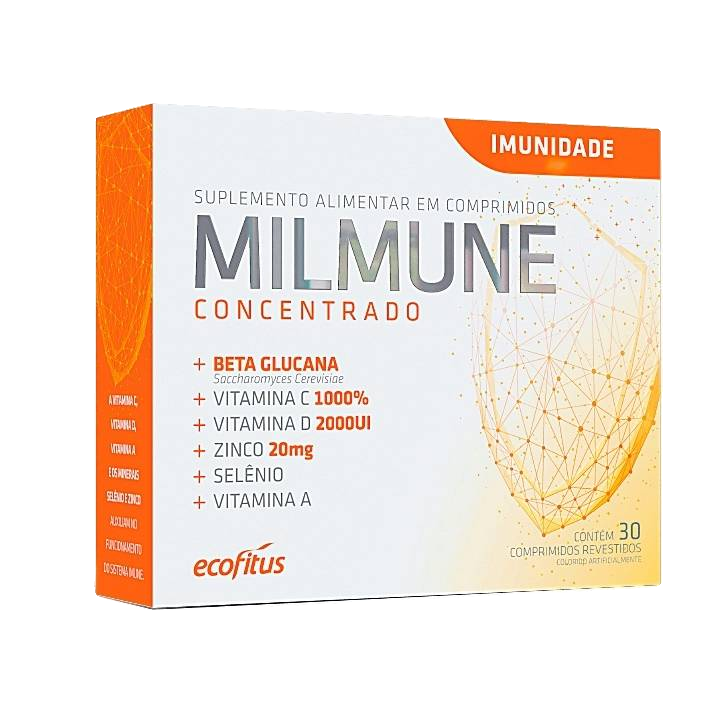 IMUNIDADE
SUPLEMENTO ALIMENTAR EM COMPRIMIDOS
MILMUNE
CONCENTRADO
+ BETA GLUCANA
Saccharomyces Cerevisiae
+ VITAMINA C 1000%
+ VITAMINA D 2000UI
+ ZINCO 20mg
+ SELÊNIO
+ VITAMINA A
ecofitus
CONTÉM 30
COMPRIMIDOS REVESTIDOS
COLORIDO ARTIFICIALMENTE
A VITAMINA C,
VITAMINA D,
VITAMINA A
E OS MINERAIS
SELÊNIO E ZINCO
AUXILIAM NO
FUNCIONAMENTO
DO SISTEMA IMUNE.